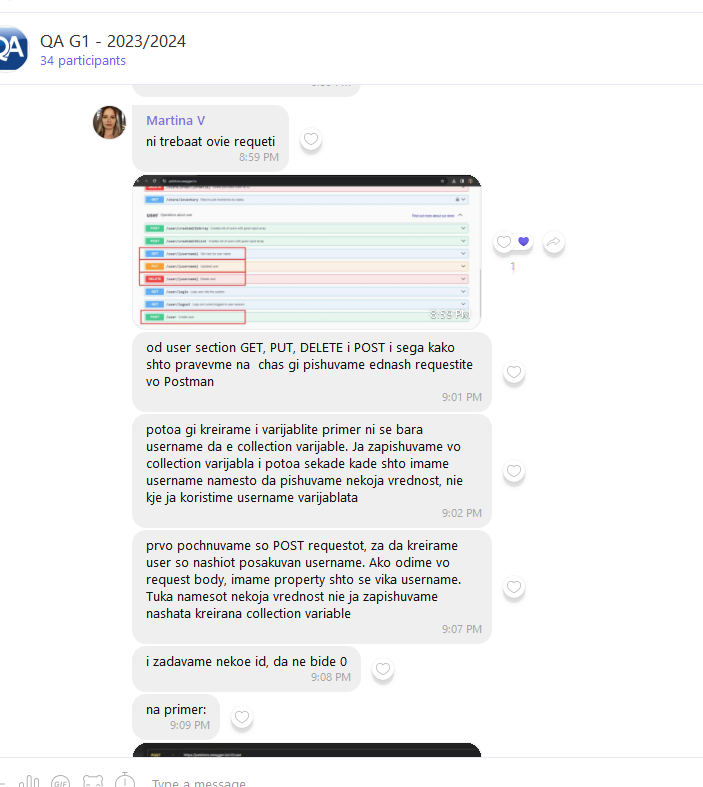 QA
QA G1 - 2023/2024
34 participants
Martina V
ni trebaat ovie requeti
8:59 PM
8:59 PM
1
od user section GET, PUT, DELETE i POST i sega kako
shto pravevme na chas gi pishuvame ednash requestite
vo Postman
9:01 PM
potoa gi kreirame i varijablite primer ni se bara
username da e collection varijable. Ja zapishuvame vo
collection varijabla i potoa sekade kade shto imame
username namesto da pishuvame nekoja vrednost, nie
kje ja koristime username varijablata
9:02 PM
prvo pochnuvame so POST requestot, za da kreirame
user so nashiot posakuvan username. Ako odime vo
request body, imame property shto se vika username.
Tuka namesot nekoja vrednost nie ja zapishuvame
nashata kreirana collection variable
9:07 PM
i zadavame nekoe id, da ne bide 0
9:08 PM
na primer:
9:09 PM
GIF
Type a message